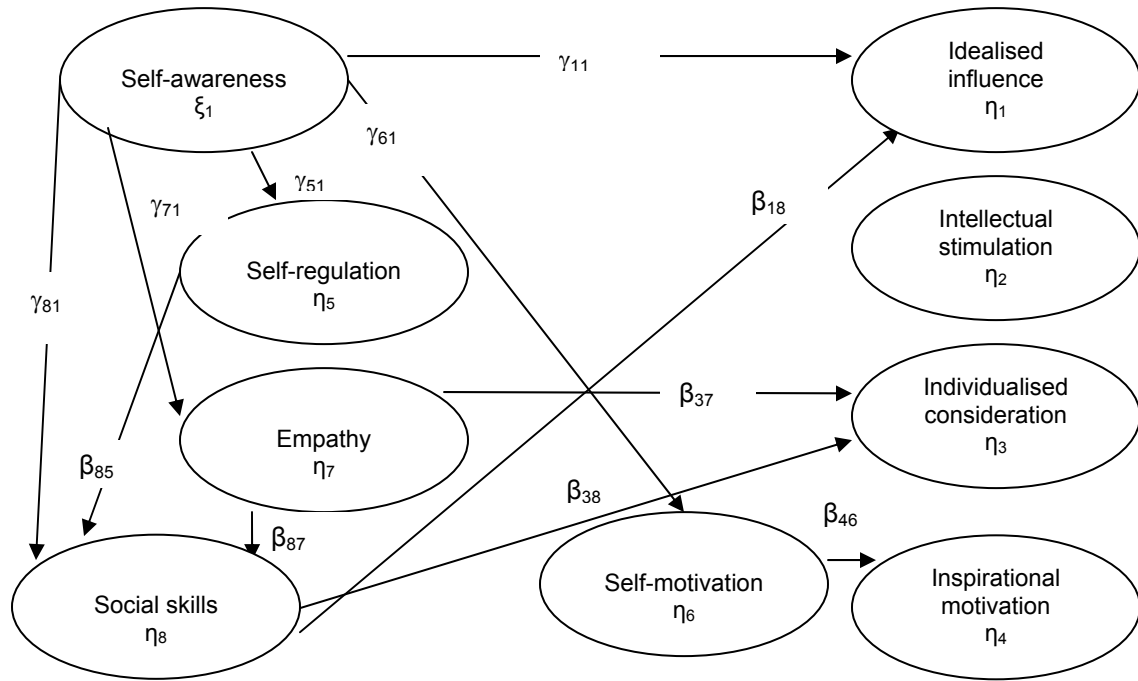 Self-awareness
ξ₁
γ₁₁
Idealised
influence
η₁
γ₆₁
γ₅₁
γ₇₁
β₁₈
Intellectual
stimulation
η₂
Self-regulation
η₅
γ₈₁
Individualised
consideration
η₃
β₃₇
Empathy
η₇
β₈₅
β₃₈
β₄₆
β₈₇
Social skills
η₈
Self-motivation
η₆
Inspirational
motivation
η₄